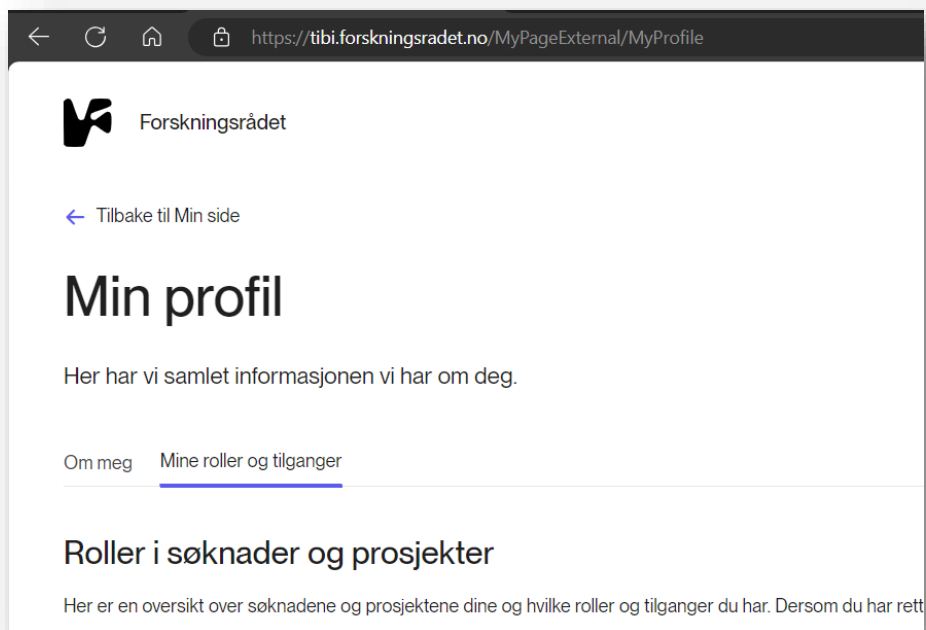 https://tibi.forskningsradet.no/MyPageExternal/MyProfile
Forskningsrådet
← Tilbake til Min side
Min profil
Her har vi samlet informasjonen vi har om deg.
Om meg Mine roller og tilganger
Roller i søknader og prosjekter
Her er en oversikt over søknadene og prosjektene dine og hvilke roller og tilganger du har. Dersom du har rett